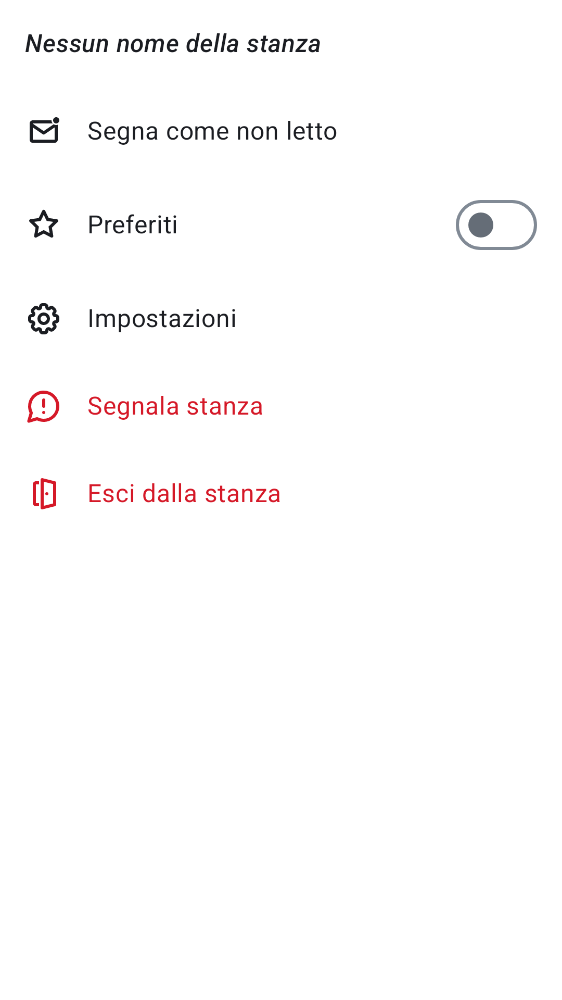 Nessun nome della stanza
Segna come non letto
Preferiti
Impostazioni
Segnala stanza
Esci dalla stanza